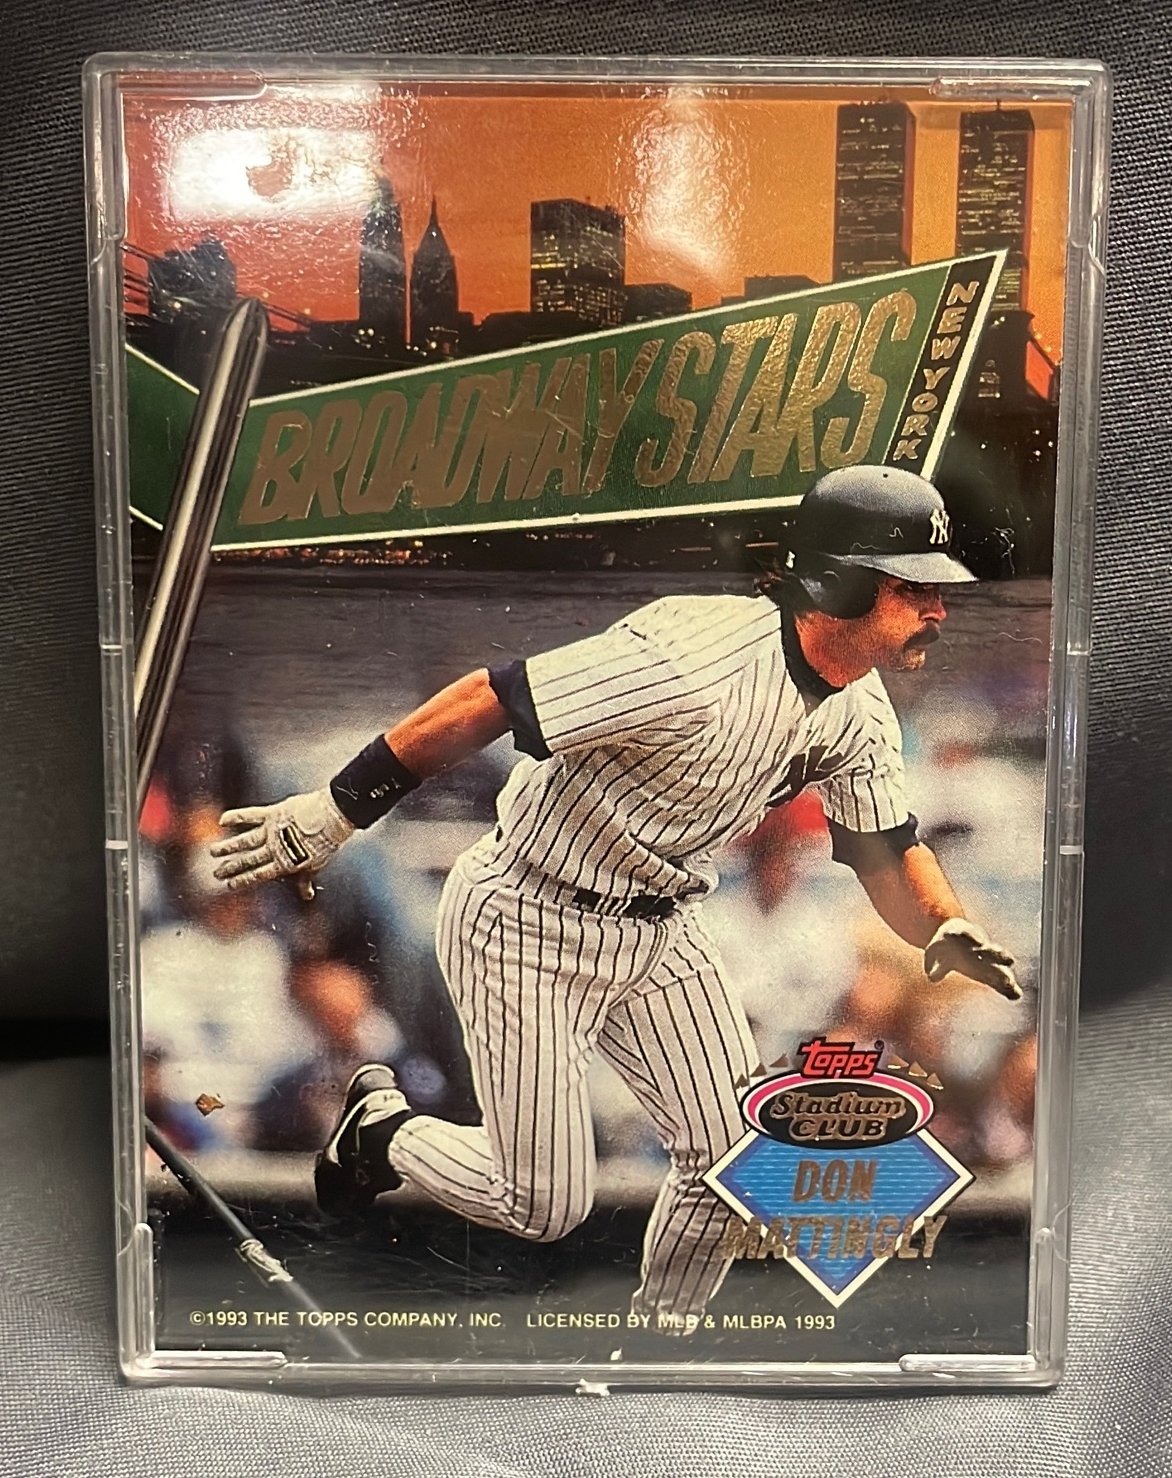 BROADWAY STARS
NEW YORK
NY
Topps®
Stadium
CLUB
DON
MATTINGLY
©1993 THE TOPPS COMPANY, INC. LICENSED BY MLB & MLBPA 1993